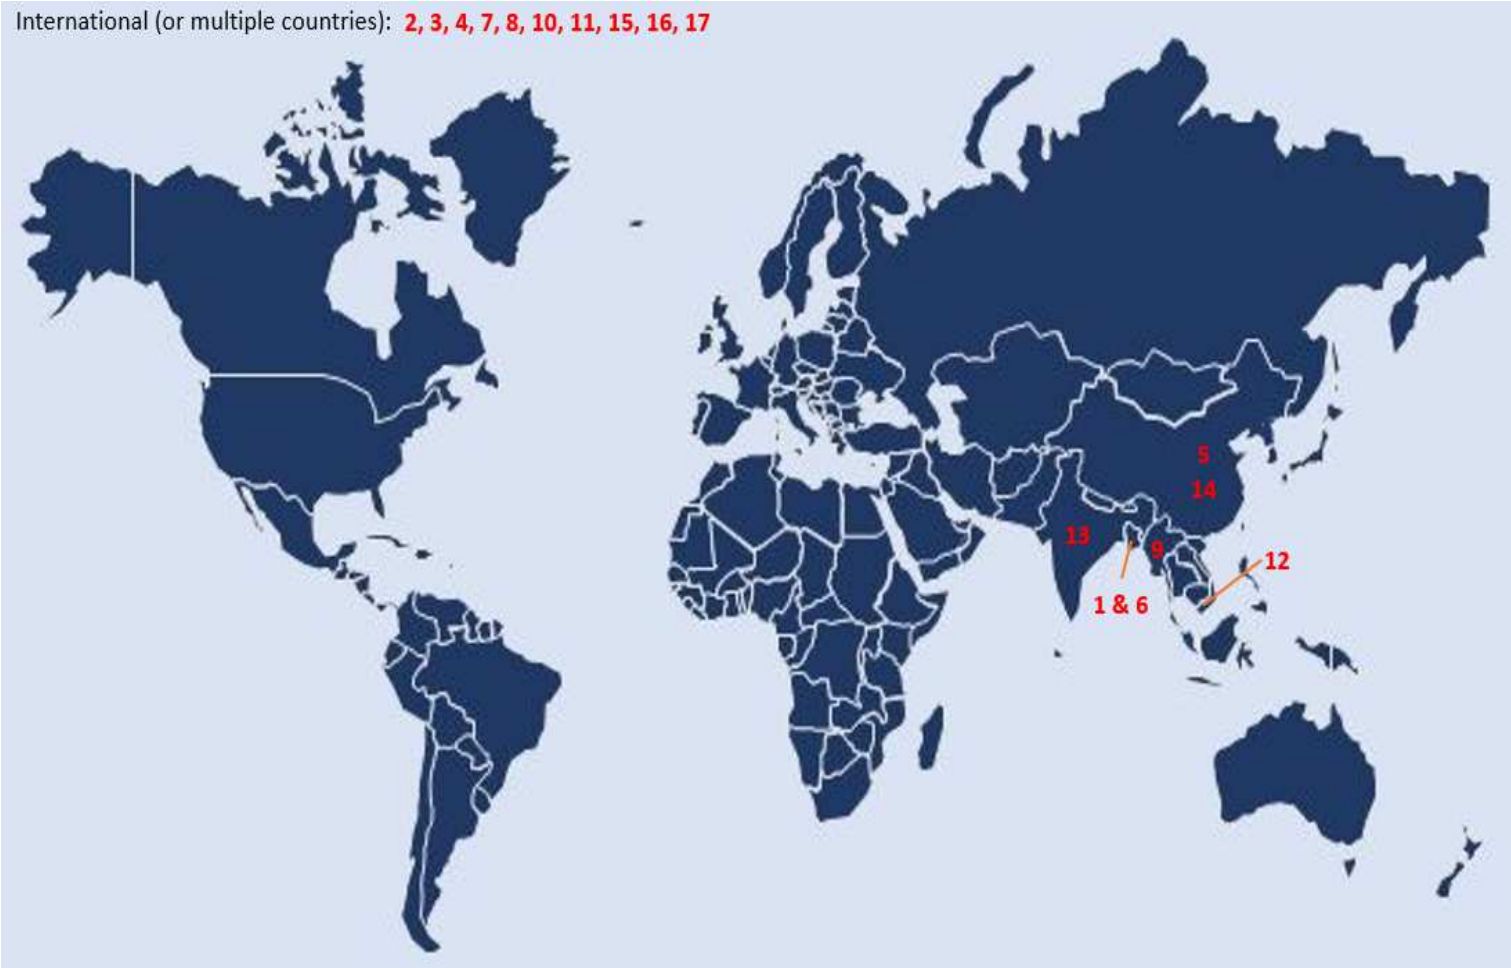 International (or multiple countries): 2, 3, 4, 7, 8, 10, 11, 15, 16, 17
5
14
13
9
12
1 & 6